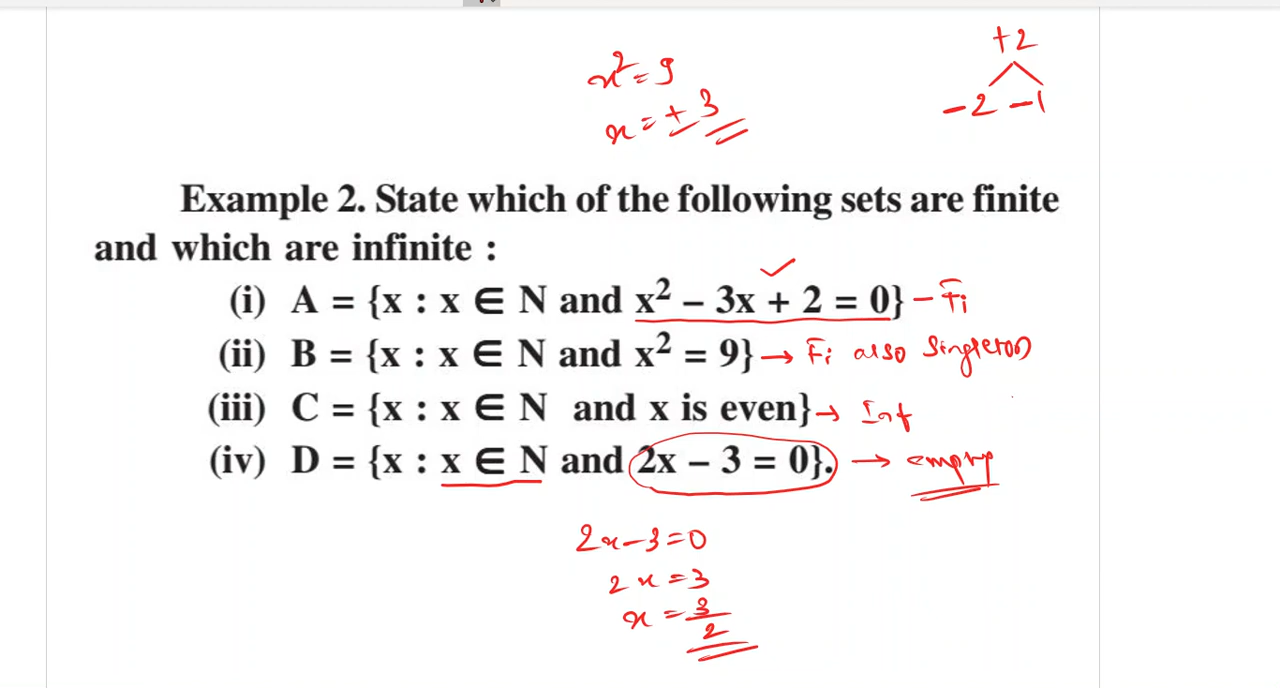 x² = 9
+2
x = ± 3
-2 -1
Example 2. State which of the following sets are finite
and which are infinite :
(i) A = {x : x ∈ N and x² – 3x + 2 = 0} – Fi
(ii) B = {x : x ∈ N and x² = 9} → Fi also Singleton
(iii) C = {x : x ∈ N and x is even} → Inf
(iv) D = {x : x ∈ N and 2x – 3 = 0}. → empty
2x – 3 = 0
2x = 3
x = 3/2